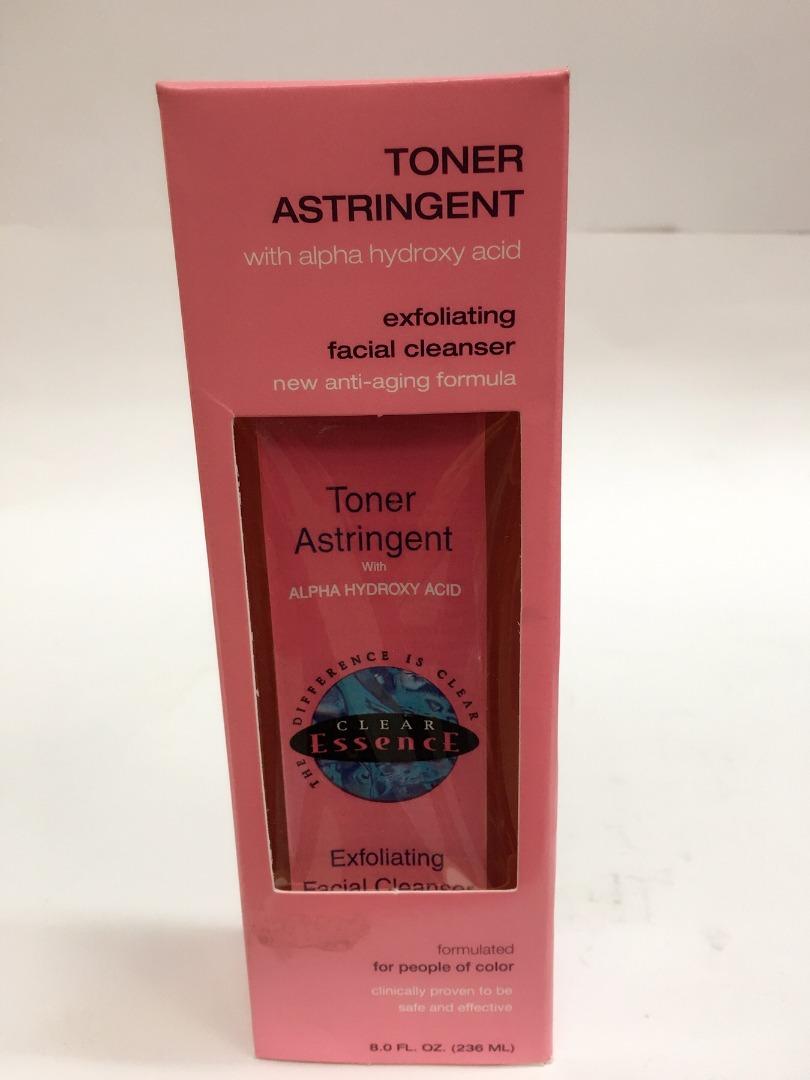 TONER
ASTRINGENT
with alpha hydroxy acid
exfoliating
facial cleanser
new anti-aging formula
Toner
Astringent
With
ALPHA HYDROXY ACID
THE DIFFERENCE IS CLEAR
CLEAR
EssencE
Exfoliating
Facial Cleanser
formulated
for people of color
clinically proven to be
safe and effective
8.0 FL. OZ. (236 ML)